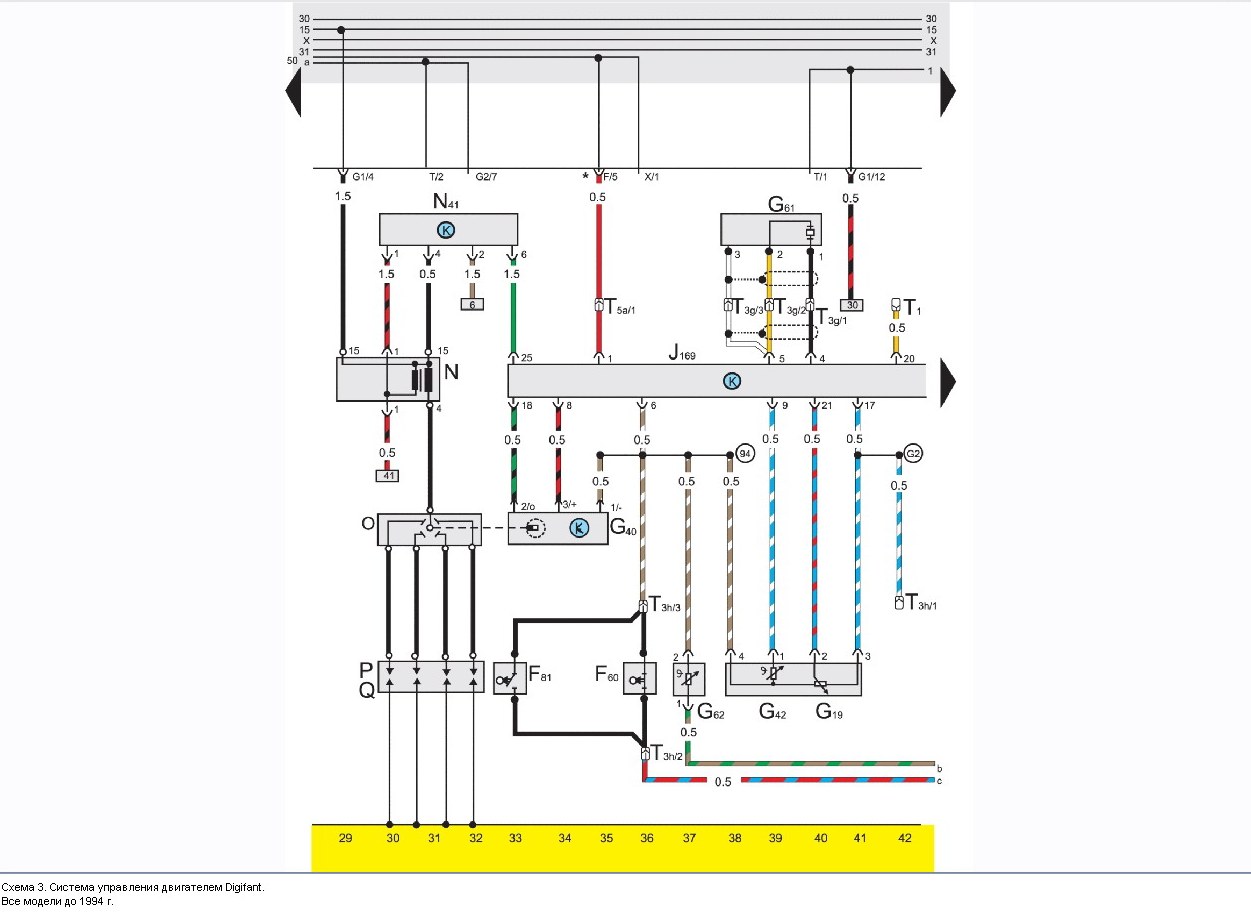 30 30
15 15
X X
31 31
50 a 1
G1/4 T/2 G2/7 * F/5 X/1 T/1 G1/12
1.5 0.5 0.5
N41 G61
K
1 4 2 6 3 2 1
1.5 0.5 1.5 1.5
6 30
T5a/1 T3g/3 T3g/2 T3g/1 T1
0.5
15 1 15 25 1 J169 5 4 20
N K
1 4 18 8 6 9 21 17
0.5 0.5 0.5 0.5 0.5 0.5
0.5 94 G2
41 0.5 0.5 0.5 0.5
2/o 3/+ 1/-
O K G40
T3h/3 T3h/1
2 4 1 2 3
P F81 F60
Q
1 G62 G42 G19
0.5
T3h/2
b
0.5 c
29 30 31 32 33 34 35 36 37 38 39 40 41 42
Схема 3. Система управления двигателем Digifant.
Все модели до 1994 г.